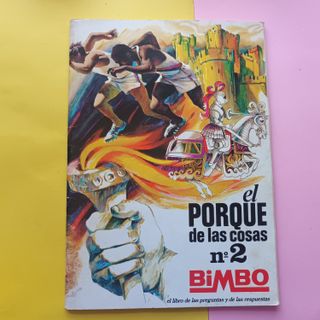 el
PORQUE
de las cosas
nº2
BiMBO
el libro de las preguntas y de las respuestas